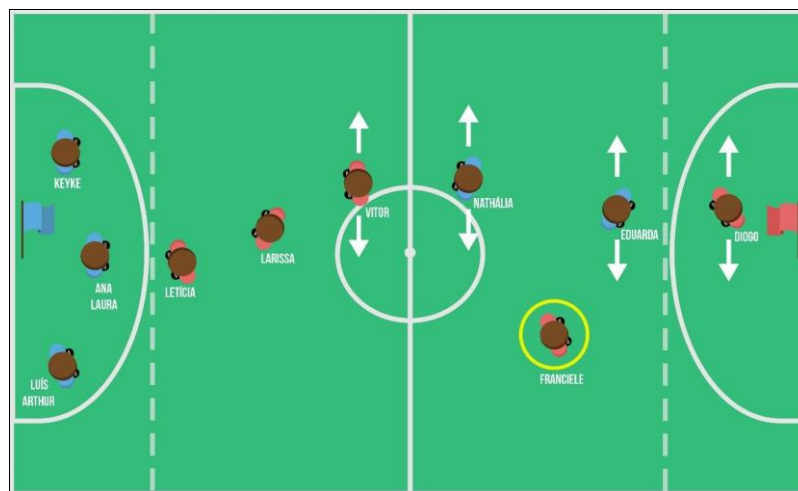 KEYKE
ANA
LAURA
LUÍS
ARTHUR
LETÍCIA
LARISSA
VITOR
NATHÁLIA
FRANCIELE
EDUARDA
DIOGO